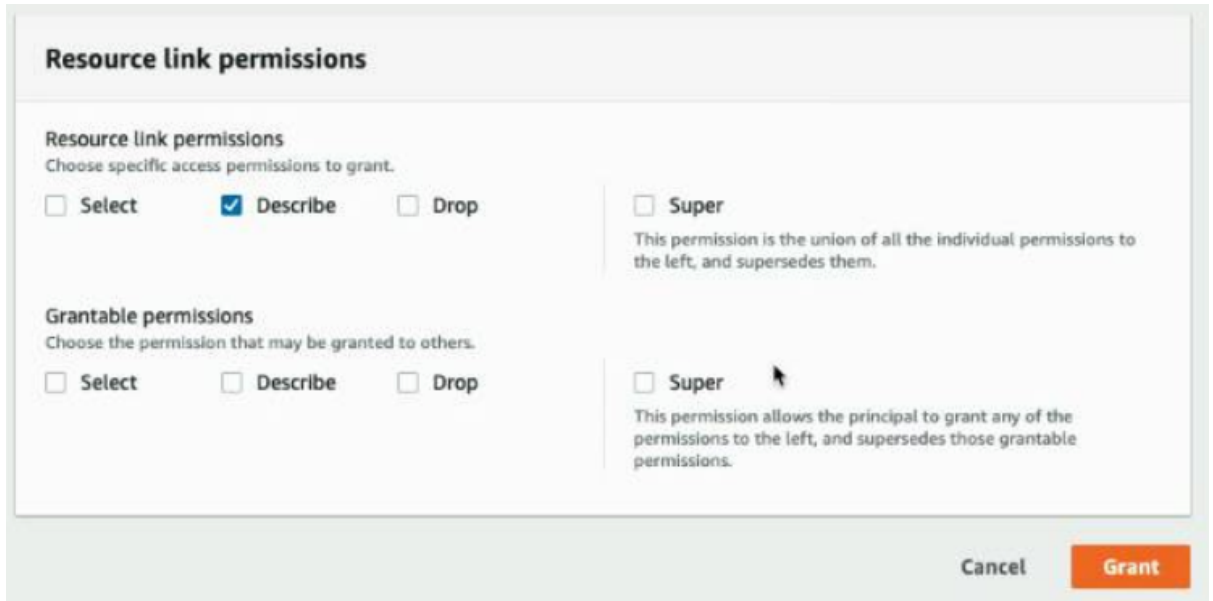 Resource link permissions
Resource link permissions
Choose specific access permissions to grant.
Select Describe Drop Super
This permission is the union of all the individual permissions to
the left, and supersedes them.
Grantable permissions
Choose the permission that may be granted to others.
Select Describe Drop Super
This permission allows the principal to grant any of the
permissions to the left, and supersedes those grantable
permissions.
Cancel Grant